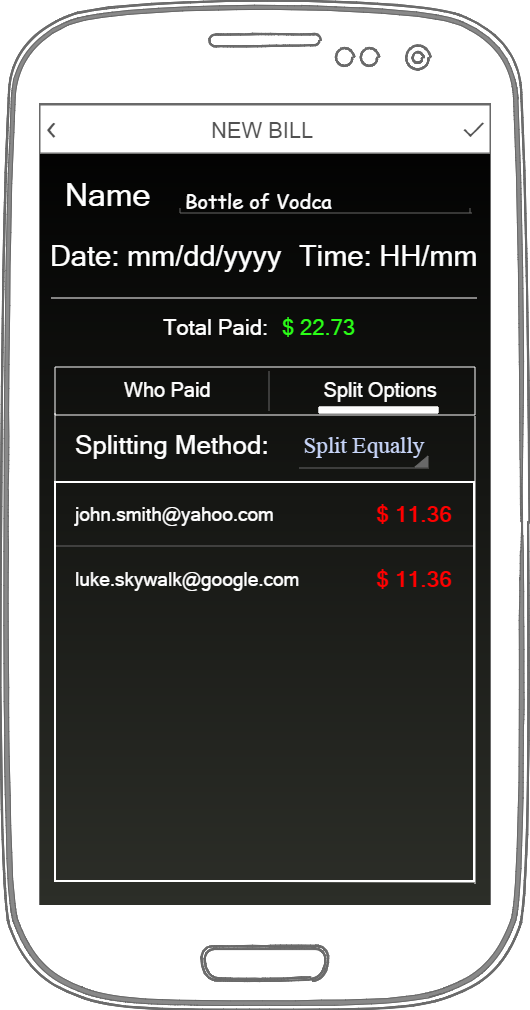 NEW BILL
Name Bottle of Vodca
Date: mm/dd/yyyy Time: HH/mm
Total Paid: $ 22.73
Who Paid Split Options
Splitting Method: Split Equally
john.smith@yahoo.com $ 11.36
luke.skywalk@google.com $ 11.36